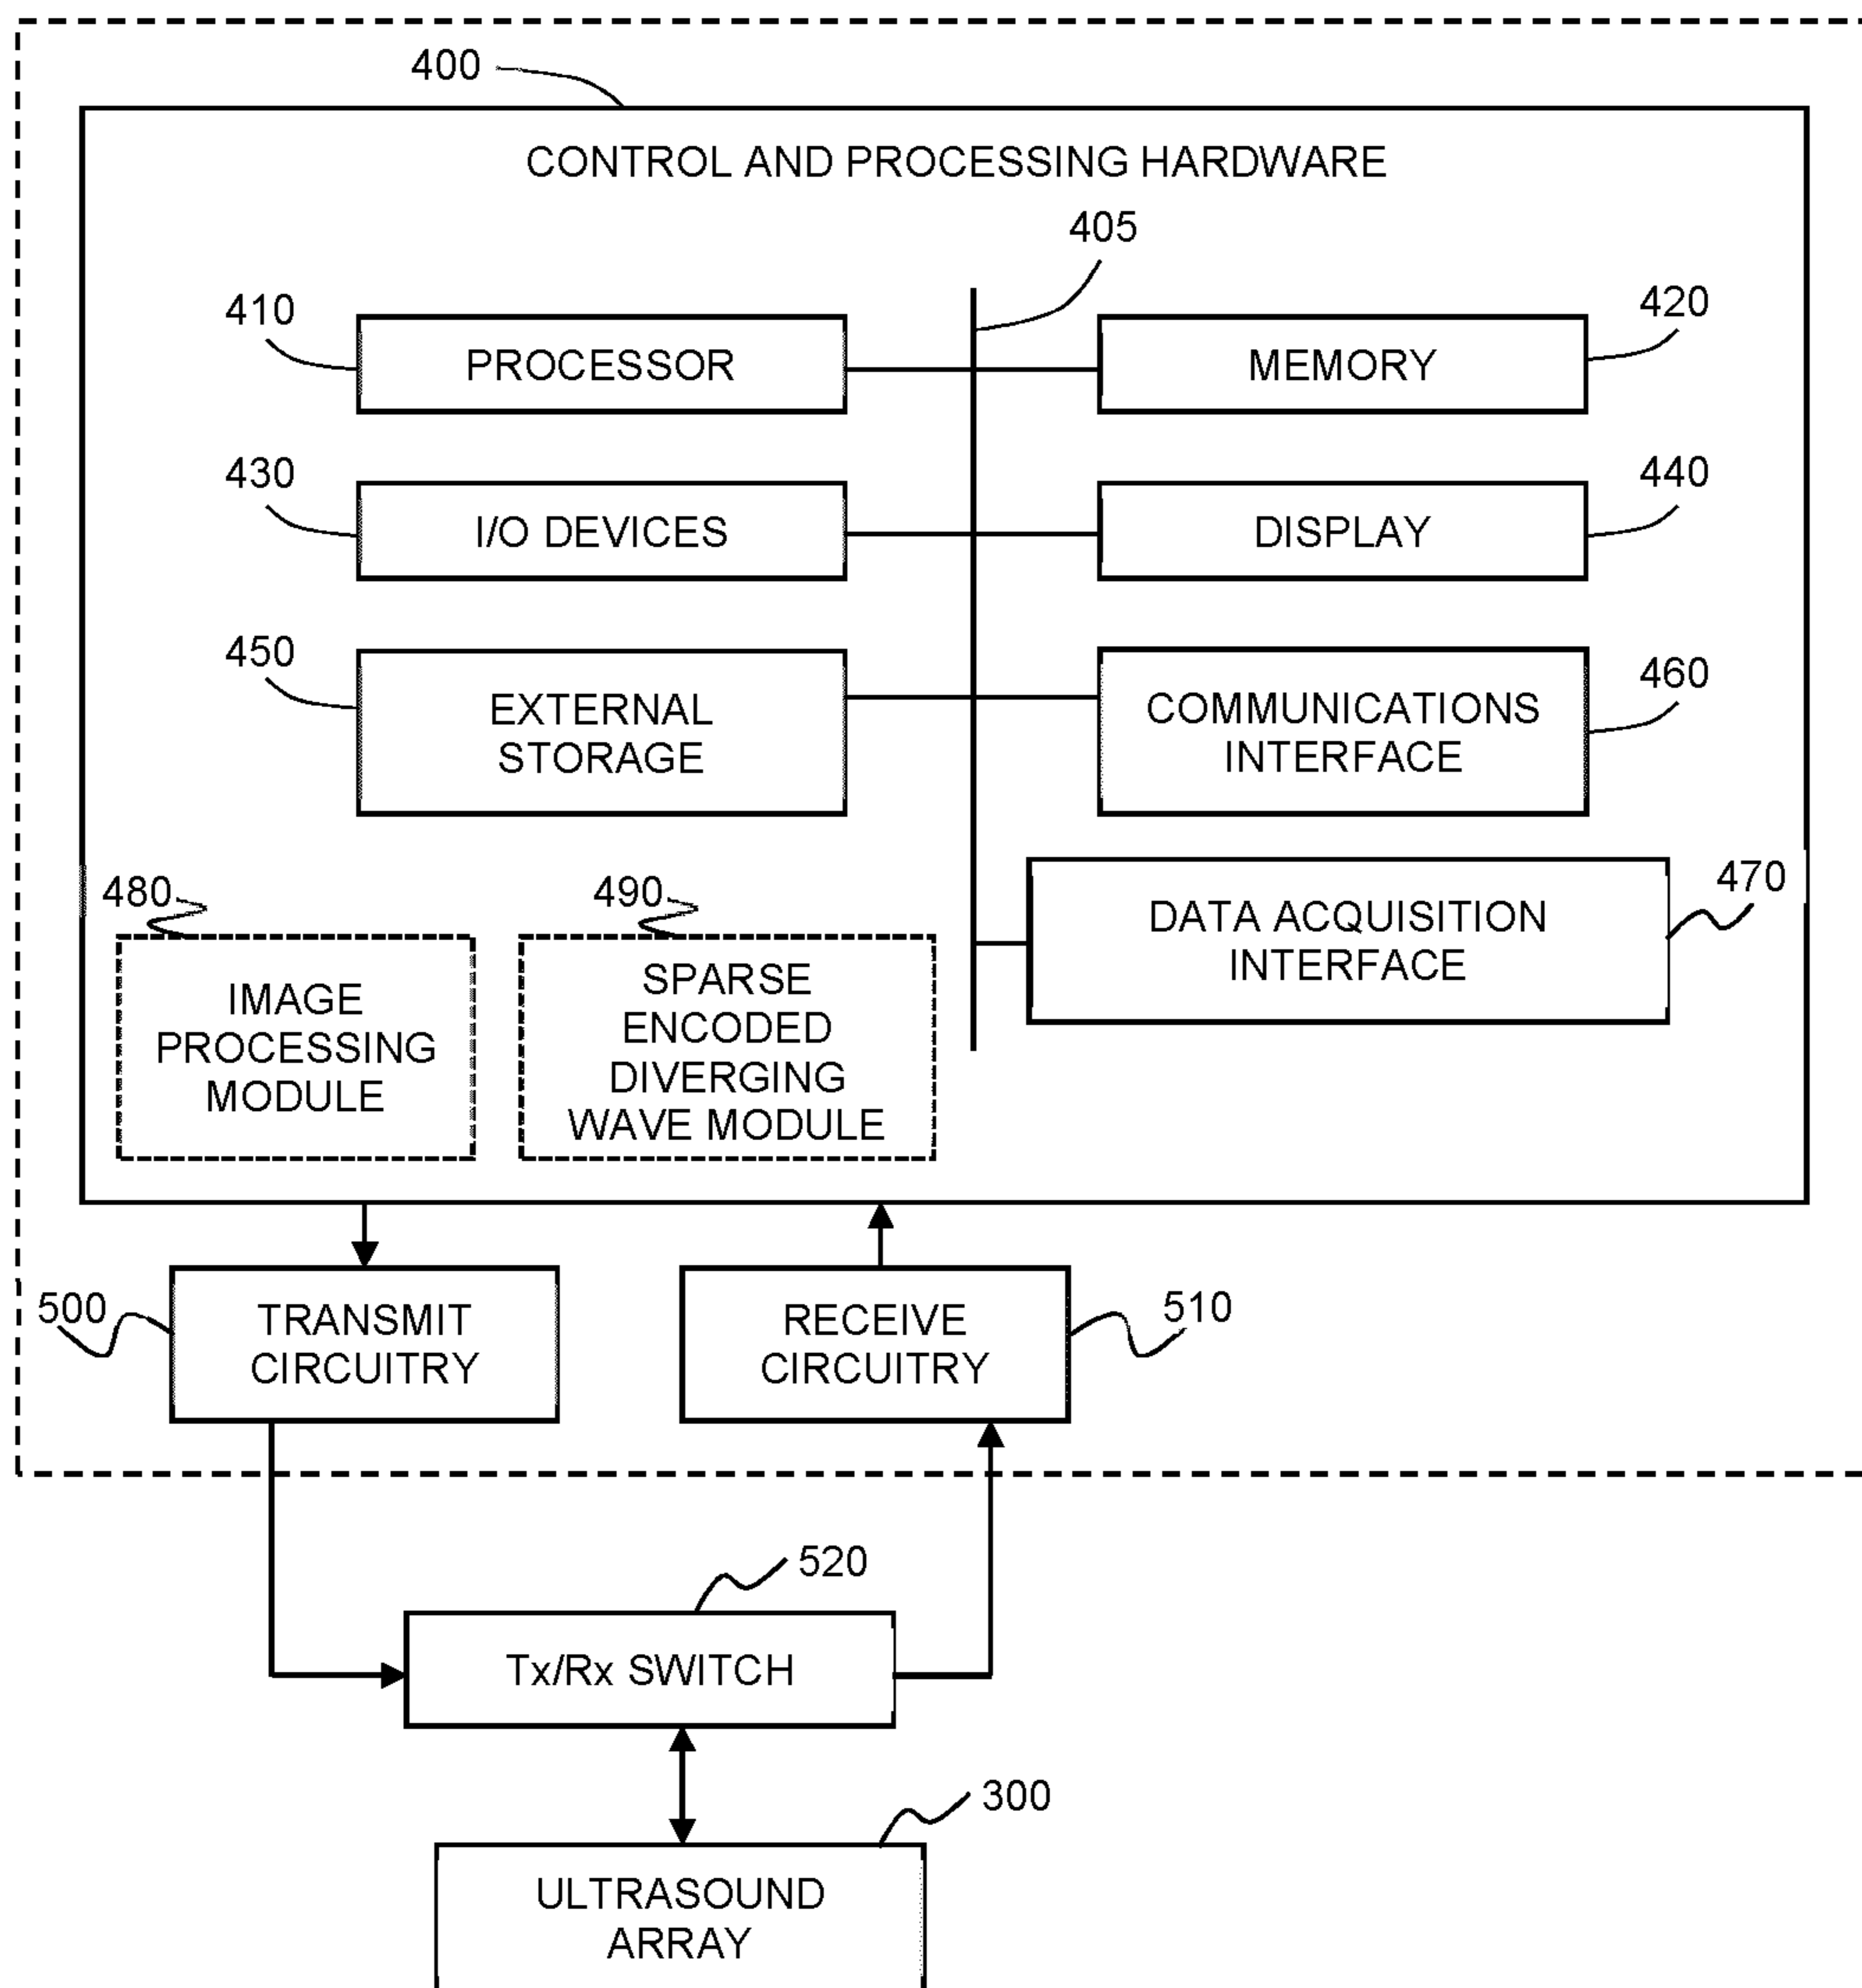 400
CONTROL AND PROCESSING HARDWARE
405
410
PROCESSOR
MEMORY
420
430
I/O DEVICES
DISPLAY
440
450
EXTERNAL
STORAGE
COMMUNICATIONS
INTERFACE
460
480
490
DATA ACQUISITION
INTERFACE
470
IMAGE
PROCESSING
MODULE
SPARSE
ENCODED
DIVERGING
WAVE MODULE
500
TRANSMIT
CIRCUITRY
RECEIVE
CIRCUITRY
510
520
Tx/Rx SWITCH
300
ULTRASOUND
ARRAY